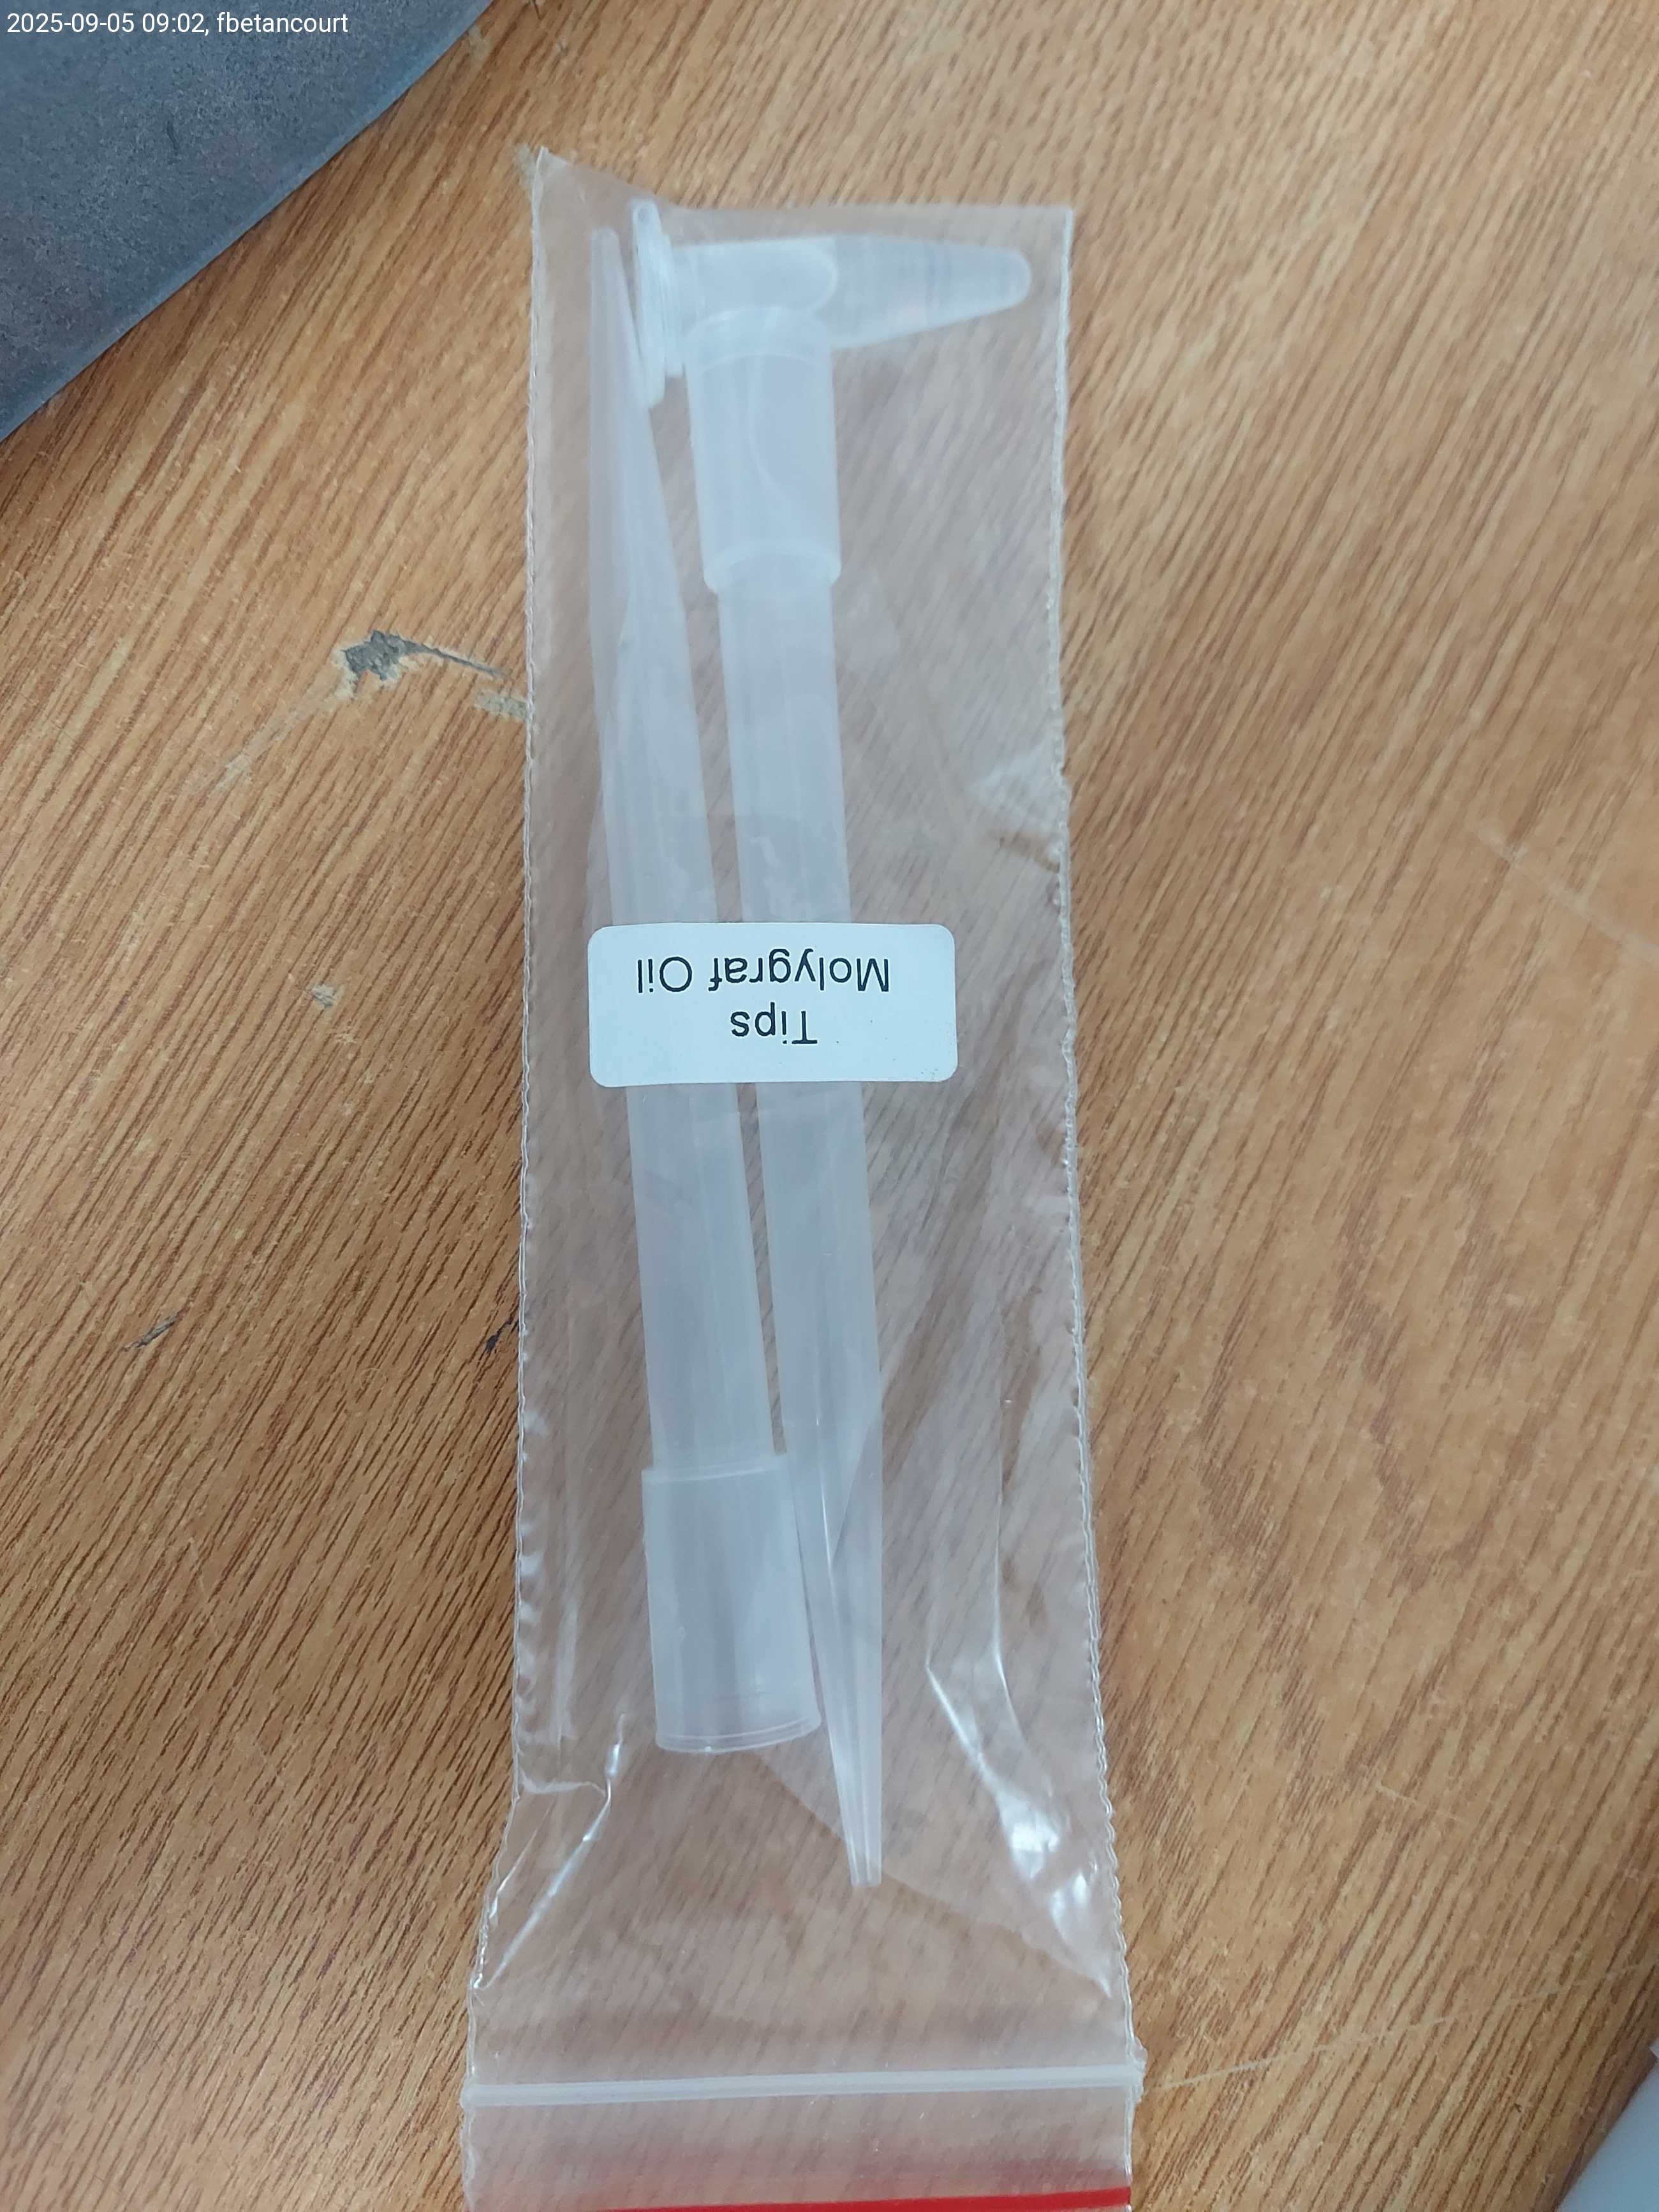 2025-09-05 09:02, fbetancourt
Tips
Molygraf Oil